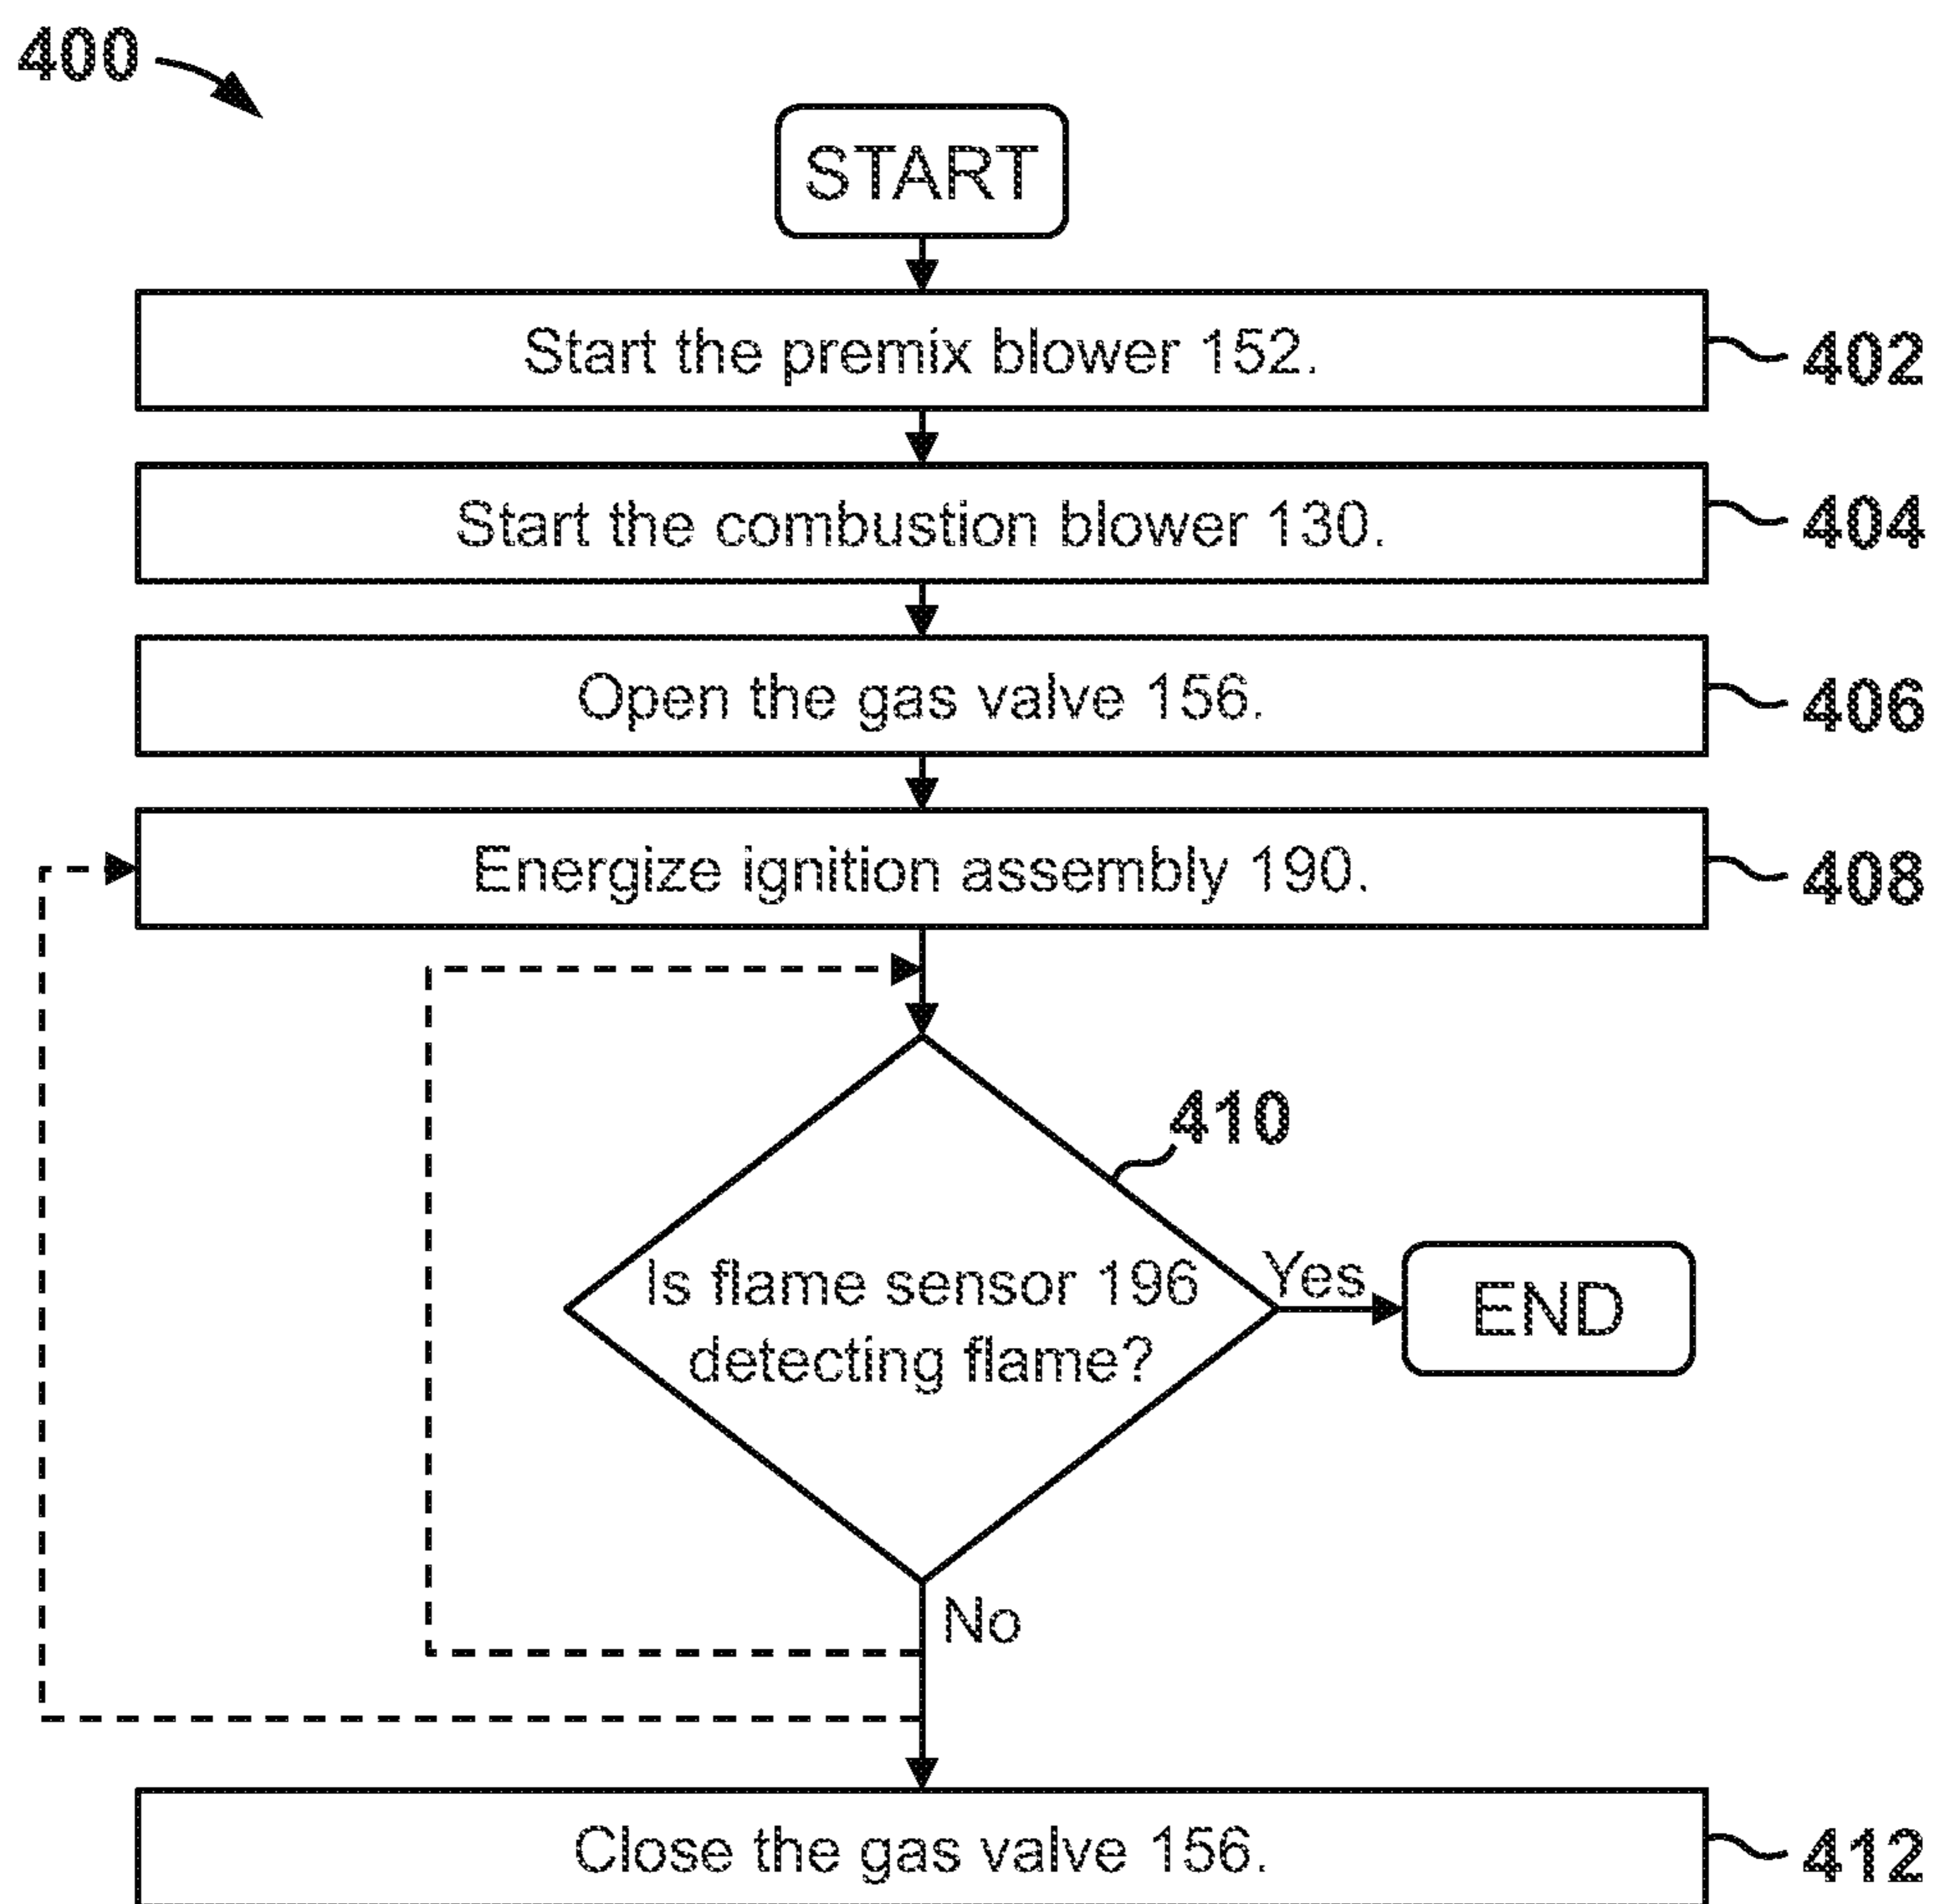 400
START
Start the premix blower 152.
402
Start the combustion blower 130.
404
Open the gas valve 156.
406
Energize ignition assembly 190.
408
410
Is flame sensor 196
detecting flame?
Yes
END
No
Close the gas valve 156.
412